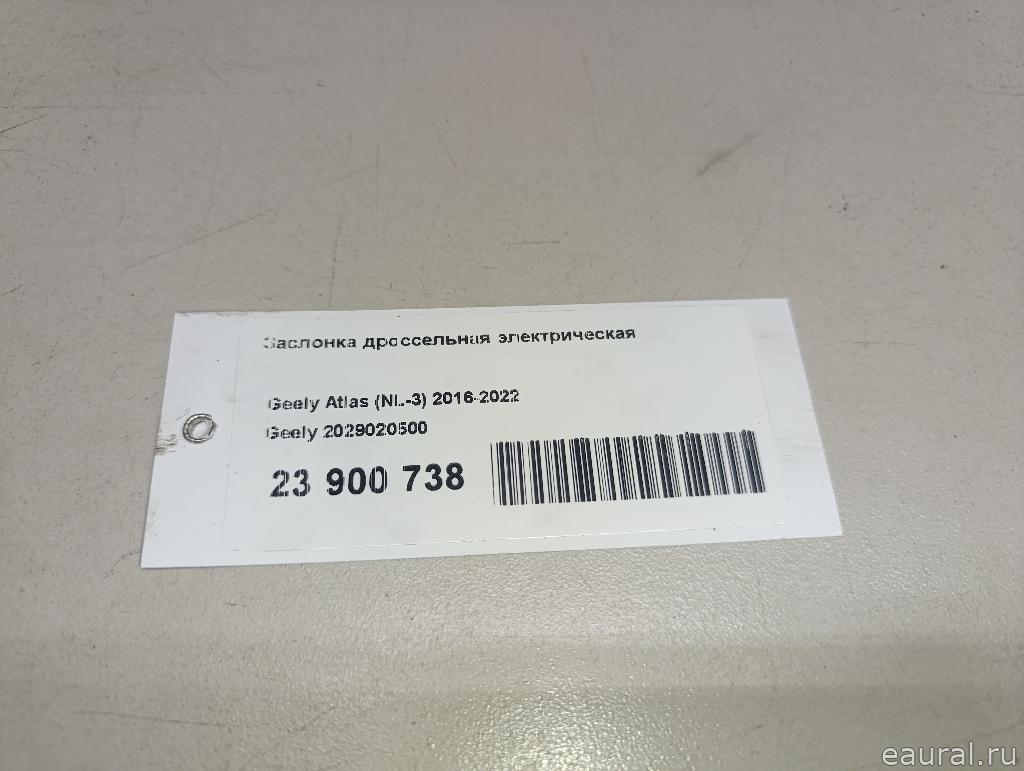 Заслонка дроссельная электрическая
Geely Atlas (NL-3) 2016-2022
Geely 2029020500
23 900 738
eaural.ru